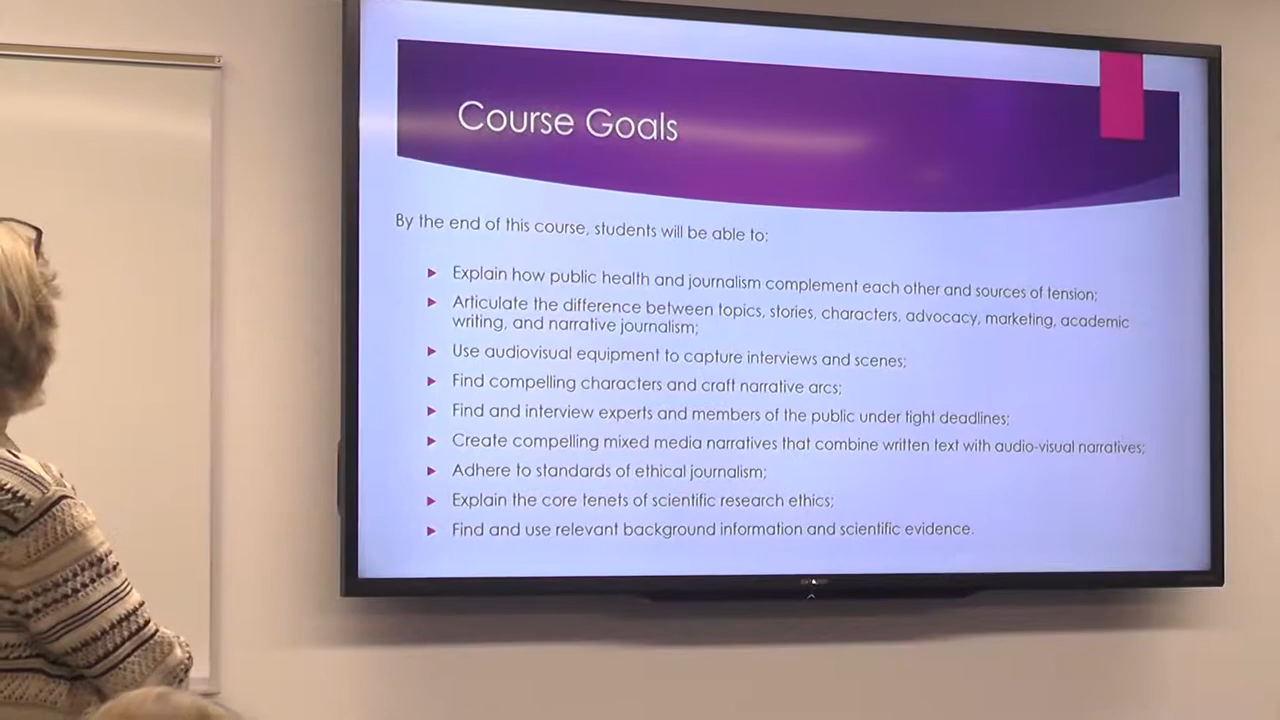 Course Goals
By the end of this course, students will be able to:
Explain how public health and journalism complement each other and sources of tension;
Articulate the difference between topics, stories, characters, advocacy, marketing, academic
writing, and narrative journalism;
Use audiovisual equipment to capture interviews and scenes;
Find compelling characters and craft narrative arcs;
Find and interview experts and members of the public under tight deadlines;
Create compelling mixed media narratives that combine written text with audio-visual narratives;
Adhere to standards of ethical journalism;
Explain the core tenets of scientific research ethics;
Find and use relevant background information and scientific evidence.